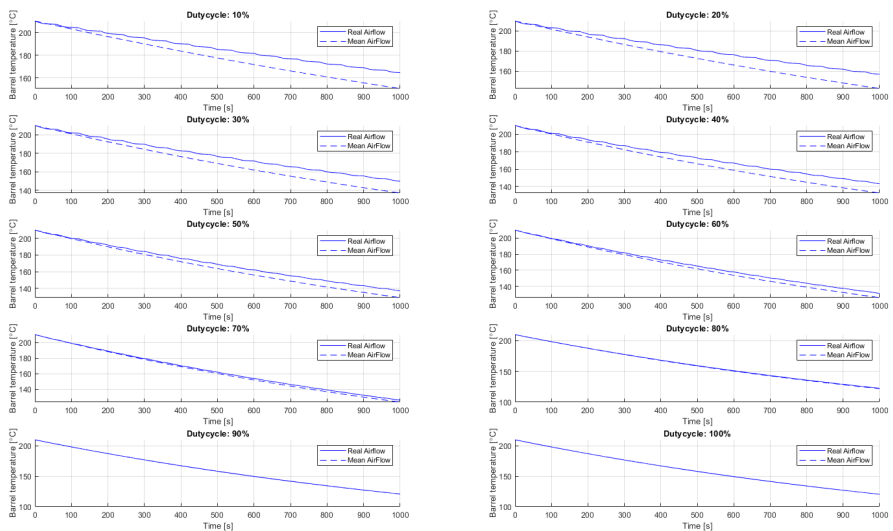 Dutycycle: 10%
Barrel temperature [°C]
200
180
160
0 100 200 300 400 500 600 700 800 900 1000
Time [s]
Real Airflow
Mean AirFlow
Dutycycle: 20%
Barrel temperature [°C]
200
180
160
0 100 200 300 400 500 600 700 800 900 1000
Time [s]
Real Airflow
Mean AirFlow
Dutycycle: 30%
Barrel temperature [°C]
200
180
160
140
0 100 200 300 400 500 600 700 800 900 1000
Time [s]
Real Airflow
Mean AirFlow
Dutycycle: 40%
Barrel temperature [°C]
200
180
160
140
0 100 200 300 400 500 600 700 800 900 1000
Time [s]
Real Airflow
Mean AirFlow
Dutycycle: 50%
Barrel temperature [°C]
200
180
160
140
0 100 200 300 400 500 600 700 800 900 1000
Time [s]
Real Airflow
Mean AirFlow
Dutycycle: 60%
Barrel temperature [°C]
200
180
160
140
0 100 200 300 400 500 600 700 800 900 1000
Time [s]
Real Airflow
Mean AirFlow
Dutycycle: 70%
Barrel temperature [°C]
200
180
160
140
0 100 200 300 400 500 600 700 800 900 1000
Time [s]
Real Airflow
Mean AirFlow
Dutycycle: 80%
Barrel temperature [°C]
200
150
100
0 100 200 300 400 500 600 700 800 900 1000
Time [s]
Real Airflow
Mean AirFlow
Dutycycle: 90%
Barrel temperature [°C]
200
150
100
0 100 200 300 400 500 600 700 800 900 1000
Time [s]
Real Airflow
Mean AirFlow
Dutycycle: 100%
Barrel temperature [°C]
200
150
100
0 100 200 300 400 500 600 700 800 900 1000
Time [s]
Real Airflow
Mean AirFlow